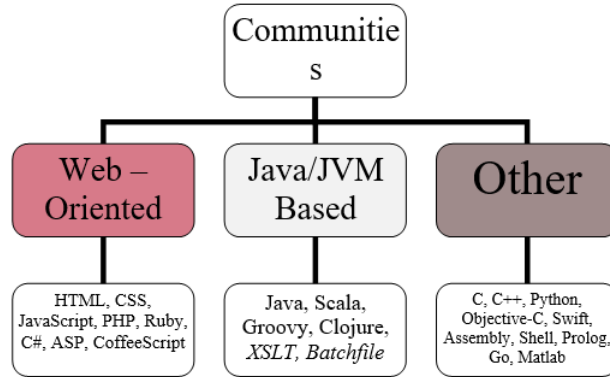 Communitie
s
Web –
Oriented
Java/JVM
Based
Other
HTML, CSS,
JavaScript, PHP, Ruby,
C#, ASP, CoffeeScript
Java, Scala,
Groovy, Clojure,
XSLT, Batchfile
C, C++, Python,
Objective-C, Swift,
Assembly, Shell, Prolog,
Go, Matlab